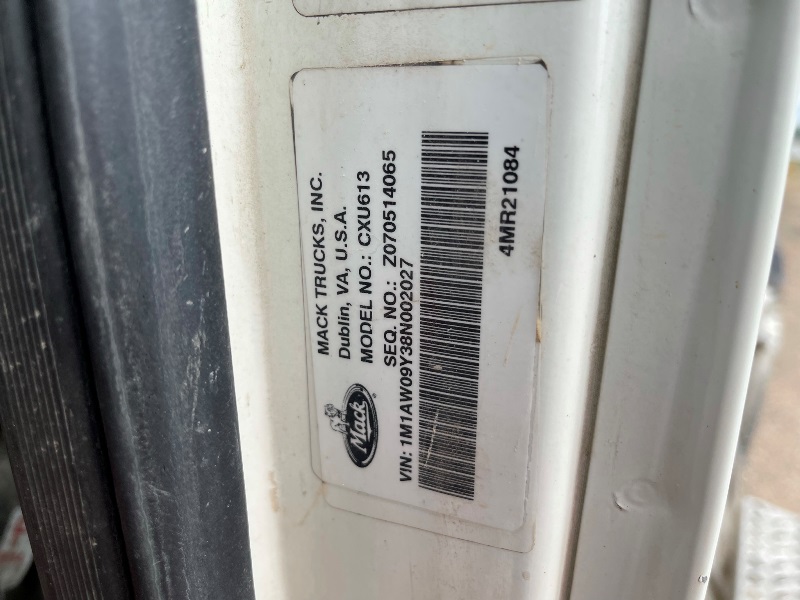 MACK TRUCKS, INC.
Dublin, VA, U.S.A.
MODEL NO.: CXU613
SEQ. NO.: Z070514065
Mack
VIN: 1M1AW09Y38N002027
4MR21084